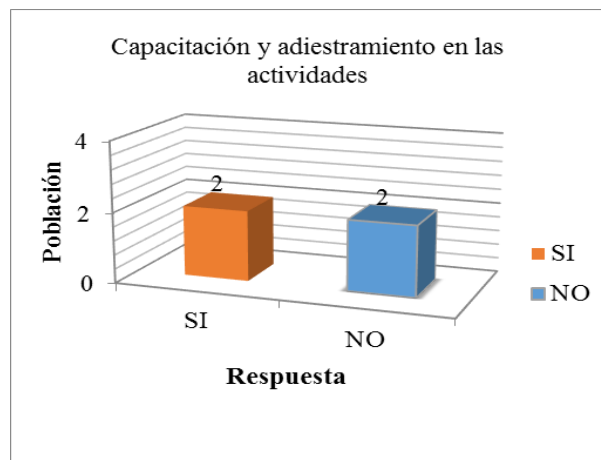 Capacitación y adiestramiento en las
actividades
4
2
0
Población
2
2
SI
NO
SI
NO
Respuesta